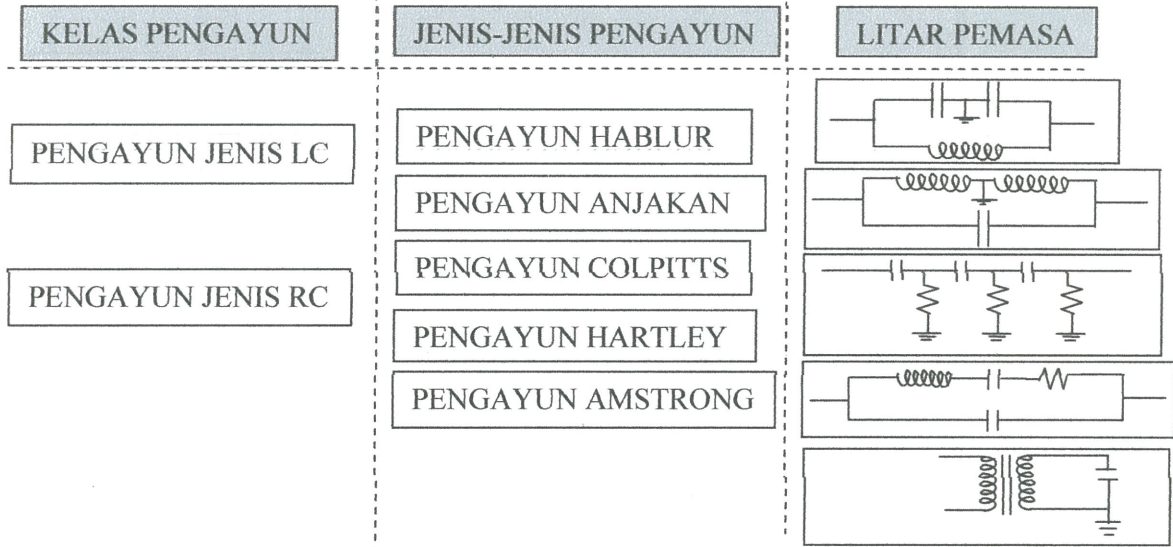 KELAS PENGAYUN
JENIS-JENIS PENGAYUN
LITAR PEMASA
PENGAYUN JENIS LC
PENGAYUN JENIS RC
PENGAYUN HABLUR
PENGAYUN ANJAKAN
PENGAYUN COLPITTS
PENGAYUN HARTLEY
PENGAYUN AMSTRONG